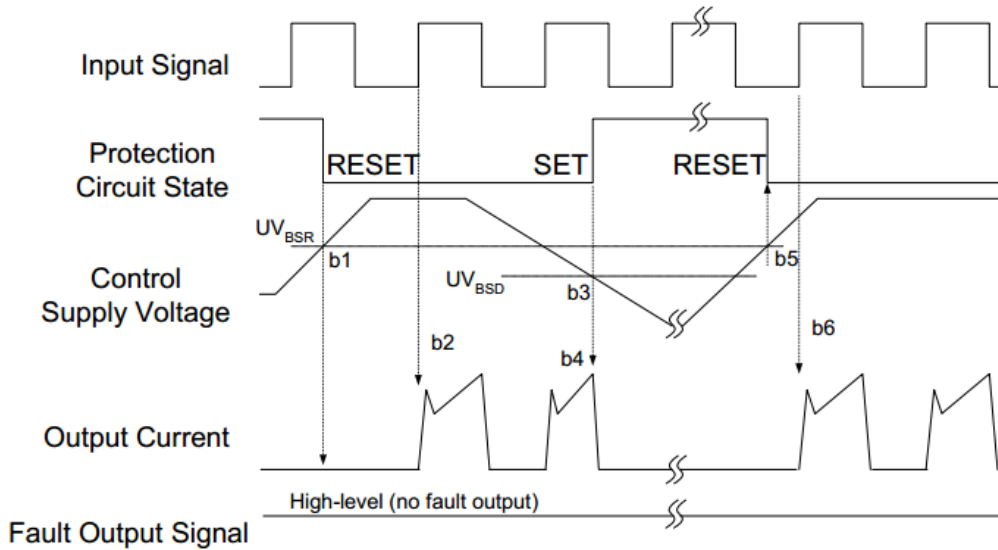 Input Signal
Protection
Circuit State
RESET
SET
RESET
UVBSR
b1
b5
Control
Supply Voltage
UVBSD
b3
b2
b4
b6
Output Current
High-level (no fault output)
Fault Output Signal